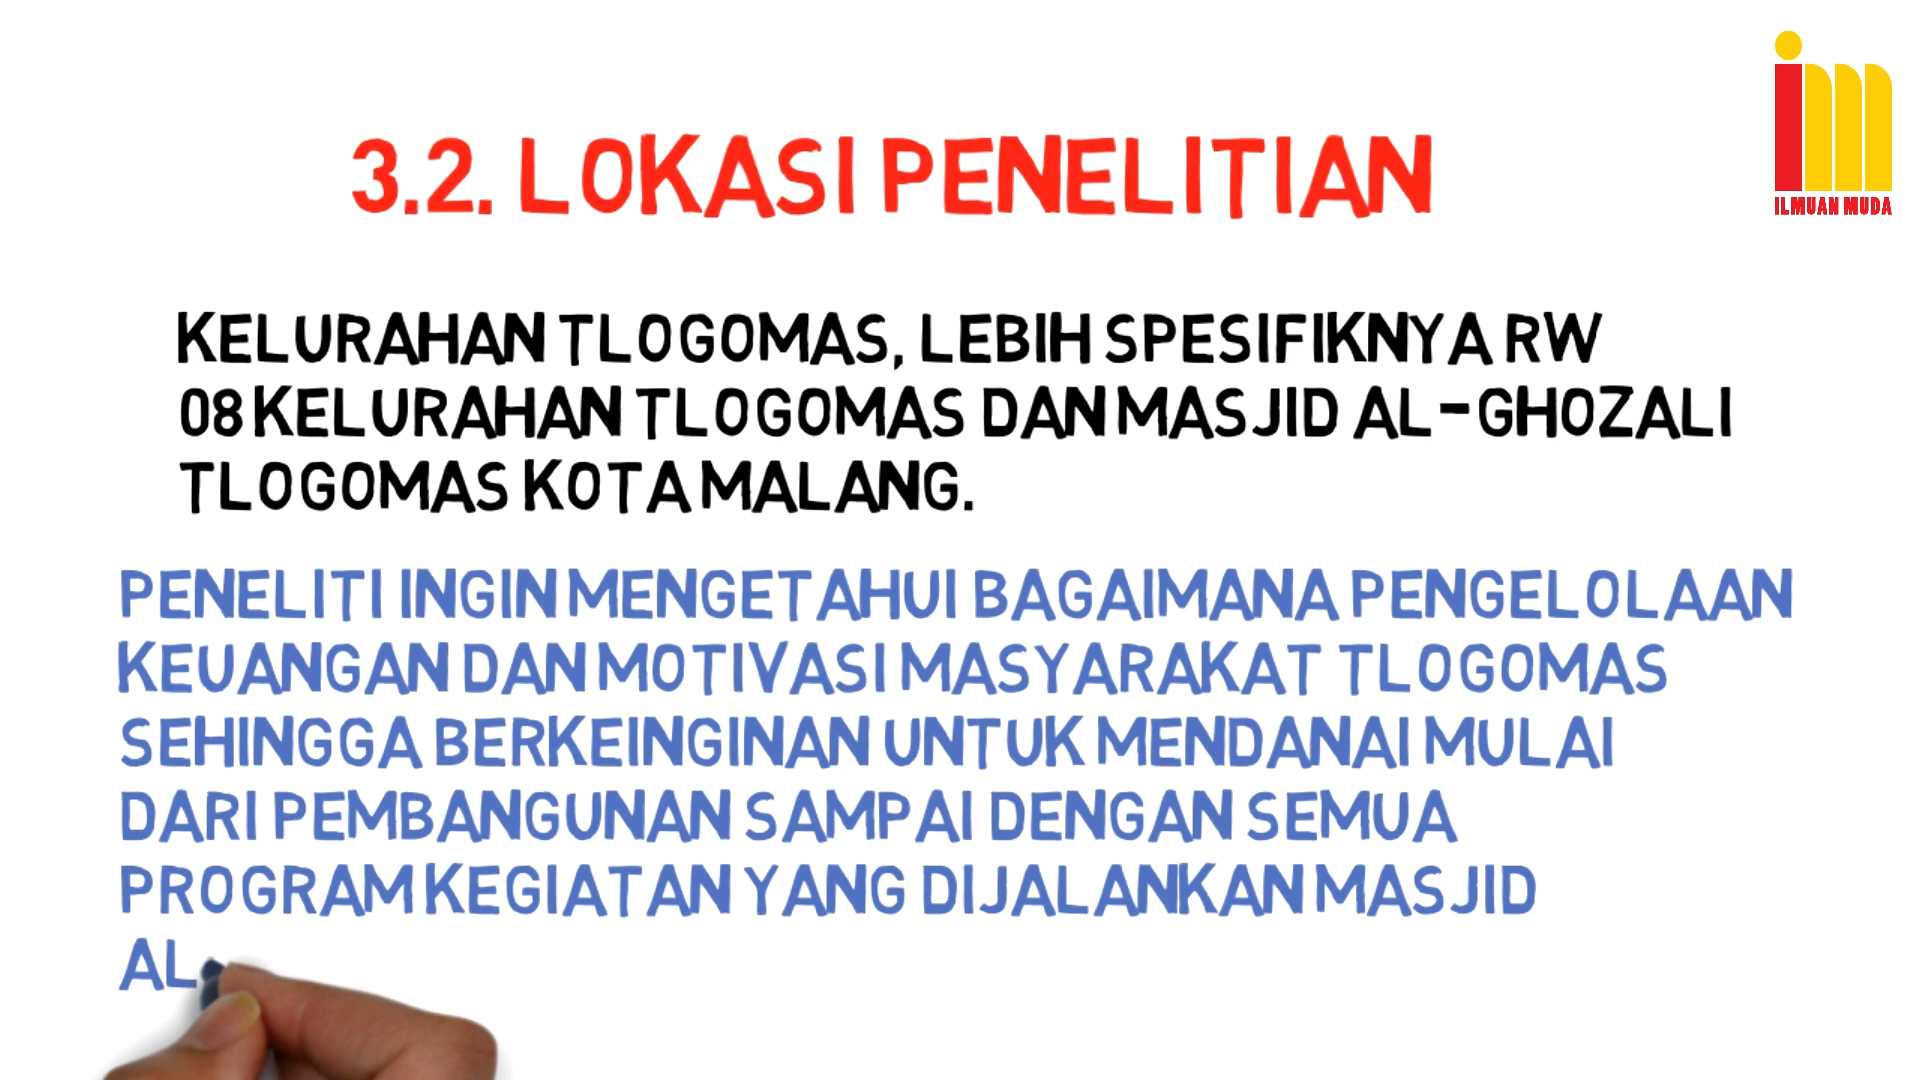 ILMUAN MUDA
3.2. LOKASI PENELITIAN
KELURAHAN TLOGOMAS, LEBIH SPESIFIKNYA RW
08 KELURAHAN TLOGOMAS DAN MASJID AL-GHOZALI
TLOGOMAS KOTA MALANG.
PENELITI INGIN MENGETAHUI BAGAIMANA PENGELOLAAN
KEUANGAN DAN MOTIVASI MASYARAKAT TLOGOMAS
SEHINGGA BERKEINGINAN UNTUK MENDANAI MULAI
DARI PEMBANGUNAN SAMPAI DENGAN SEMUA
PROGRAM KEGIATAN YANG DIJALANKAN MASJID
AL